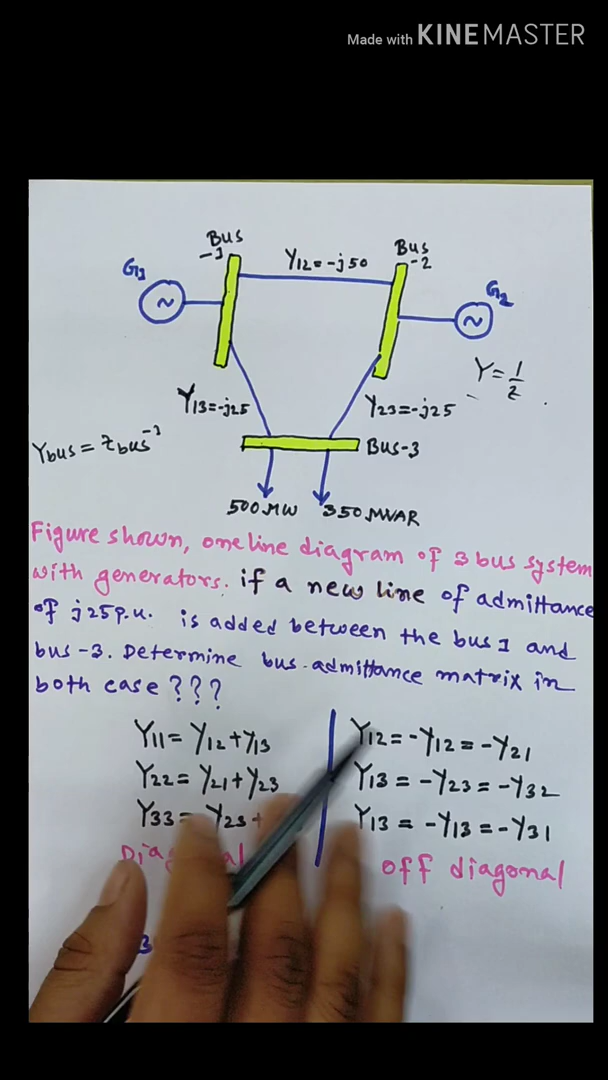 Made with KINEMASTER
Bus
-1
Bus
-2
Y12=-j50
G1
G2
~
~
Y=1/z
Y13=-j25
Y23=-j25
Ybus = Zbus⁻¹
Bus-3
500MW
350MVAR
Figure shown, one line diagram of 3 bus system
with generators. if a new line of admittance
of j25p.u. is added between the bus 1 and
bus-3. Determine bus admittance matrix in
both case ???
Y11= Y12+Y13
Y22= Y21+Y23
Y33= Y23+
Y12=-Y12=-Y21
Y13=-Y23=-Y32
Y13=-Y13=-Y31
off diagonal